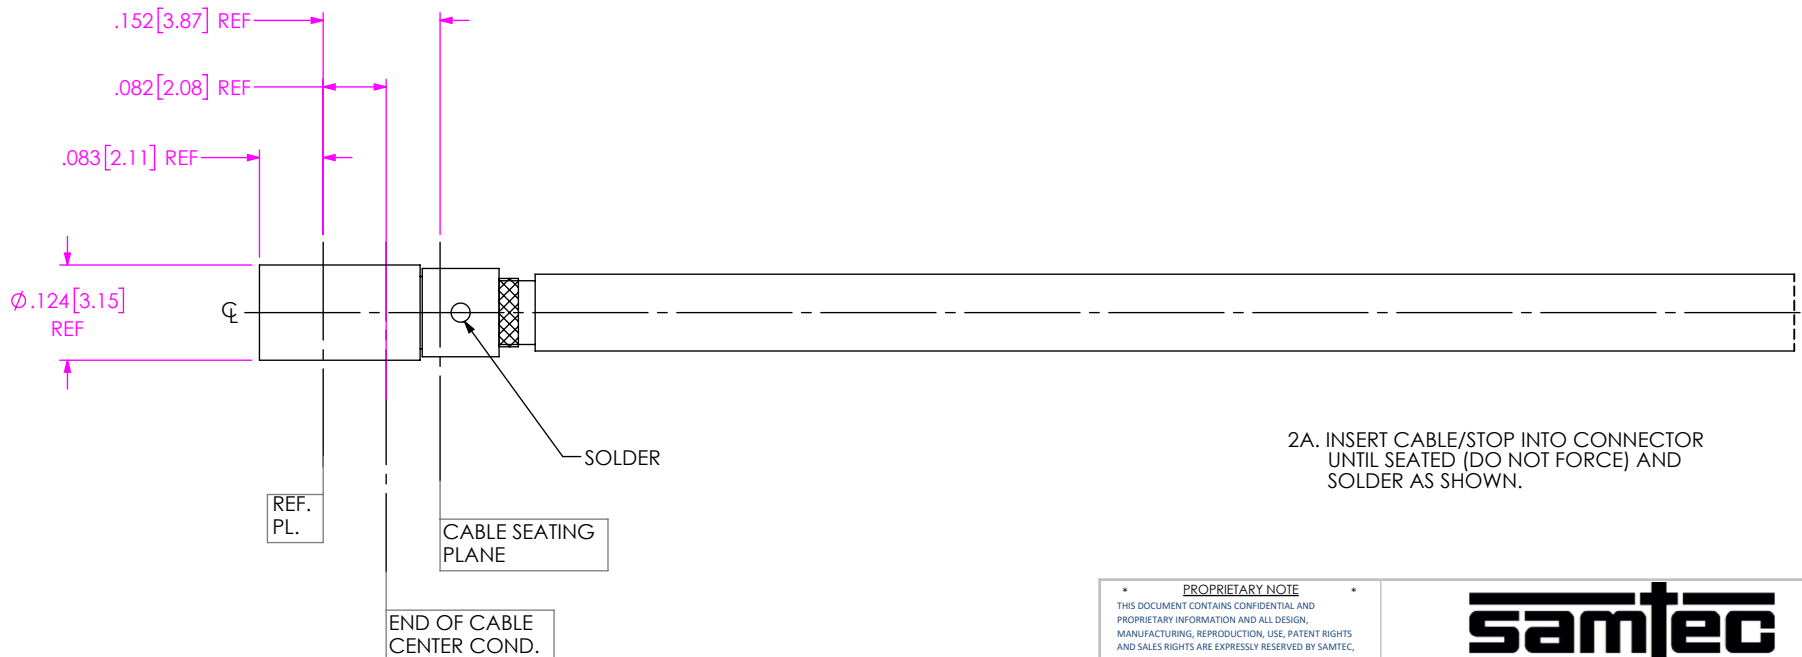 .152[3.87] REF
.082[2.08] REF
.083[2.11] REF
Ø.124[3.15]
REF
℄
SOLDER
2A. INSERT CABLE/STOP INTO CONNECTOR
UNTIL SEATED (DO NOT FORCE) AND
SOLDER AS SHOWN.
REF.
PL.
CABLE SEATING
PLANE
END OF CABLE
CENTER COND.
* PROPRIETARY NOTE *
THIS DOCUMENT CONTAINS CONFIDENTIAL AND
PROPRIETARY INFORMATION AND ALL DESIGN,
MANUFACTURING, REPRODUCTION, USE, PATENT RIGHTS
AND SALES RIGHTS ARE EXPRESSLY RESERVED BY SAMTEC,
samtec